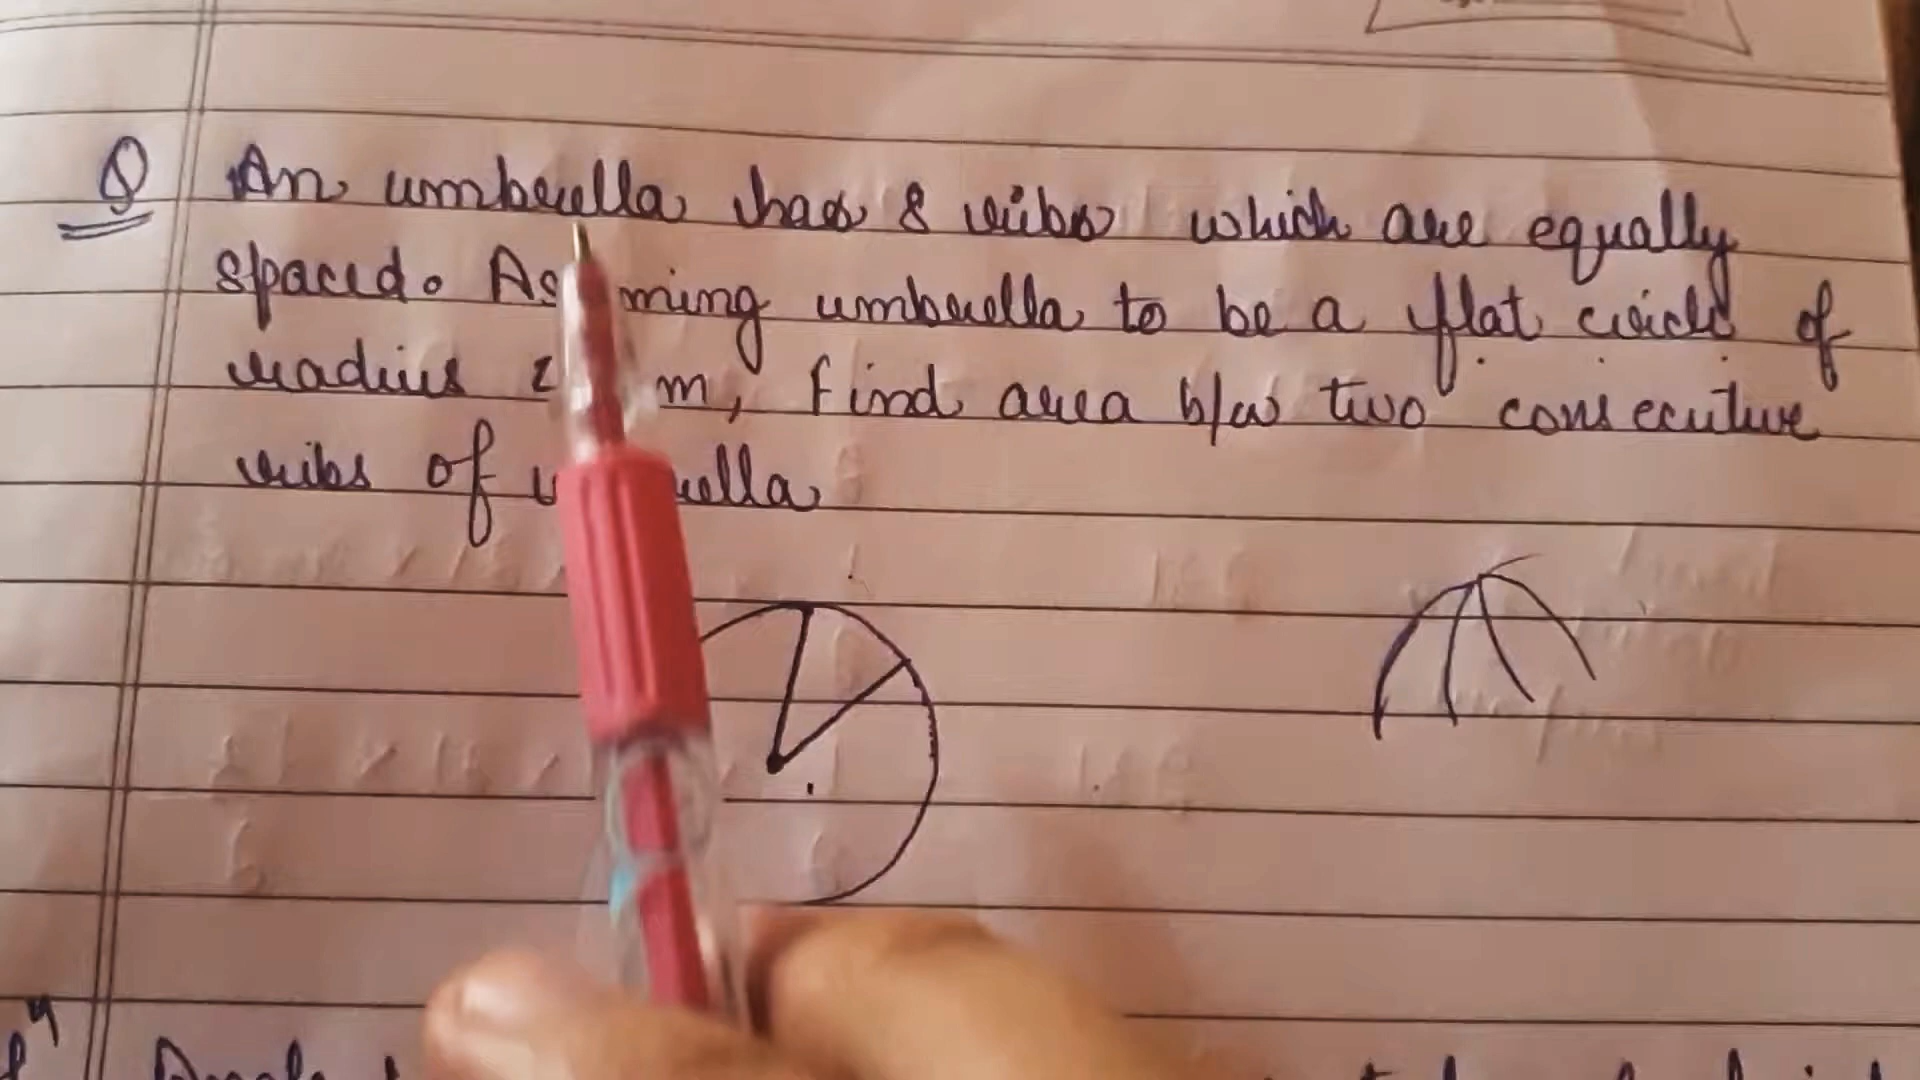 Q An umbrella has 8 ribs which are equally
spaced. As ming umbrella to be a flat circle of
radius m, Find area b/w two consecutive
ribs of ella